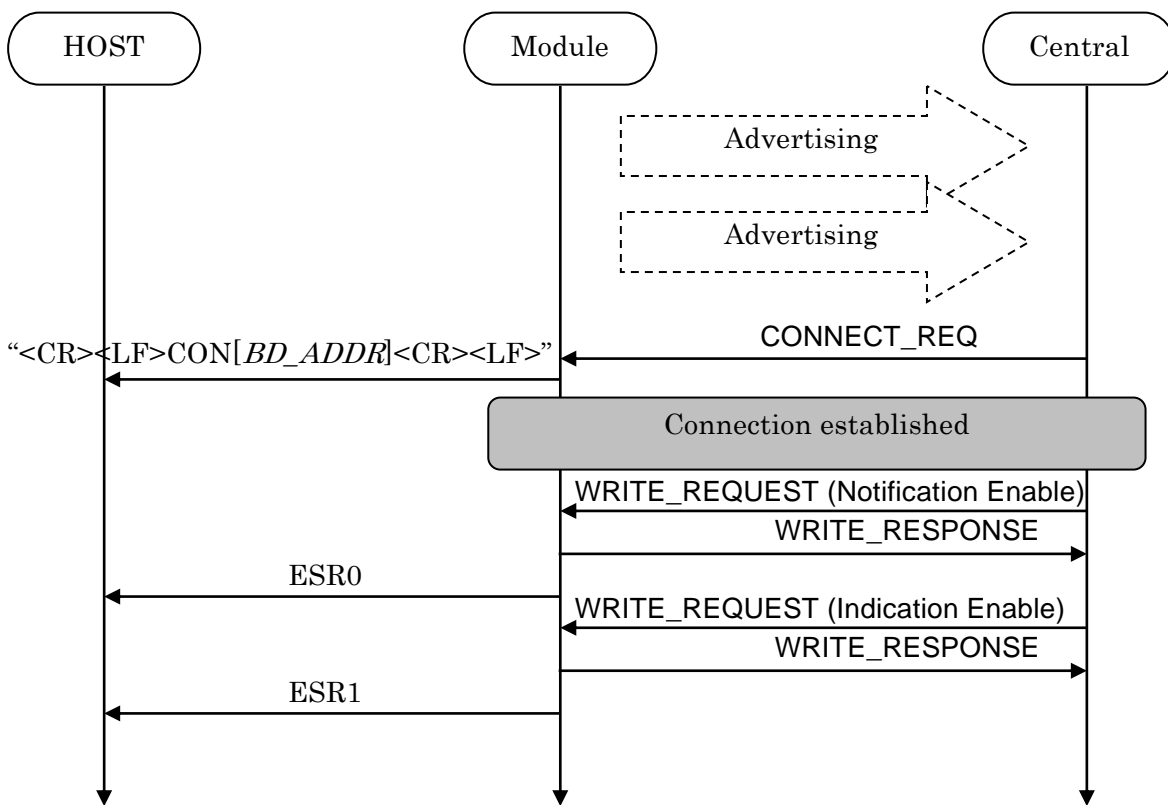 HOST
Module
Central
Advertising
Advertising
CONNECT_REQ
“<CR><LF>CON[BD_ADDR]<CR><LF>”
Connection established
WRITE_REQUEST (Notification Enable)
WRITE_RESPONSE
ESR0
WRITE_REQUEST (Indication Enable)
WRITE_RESPONSE
ESR1